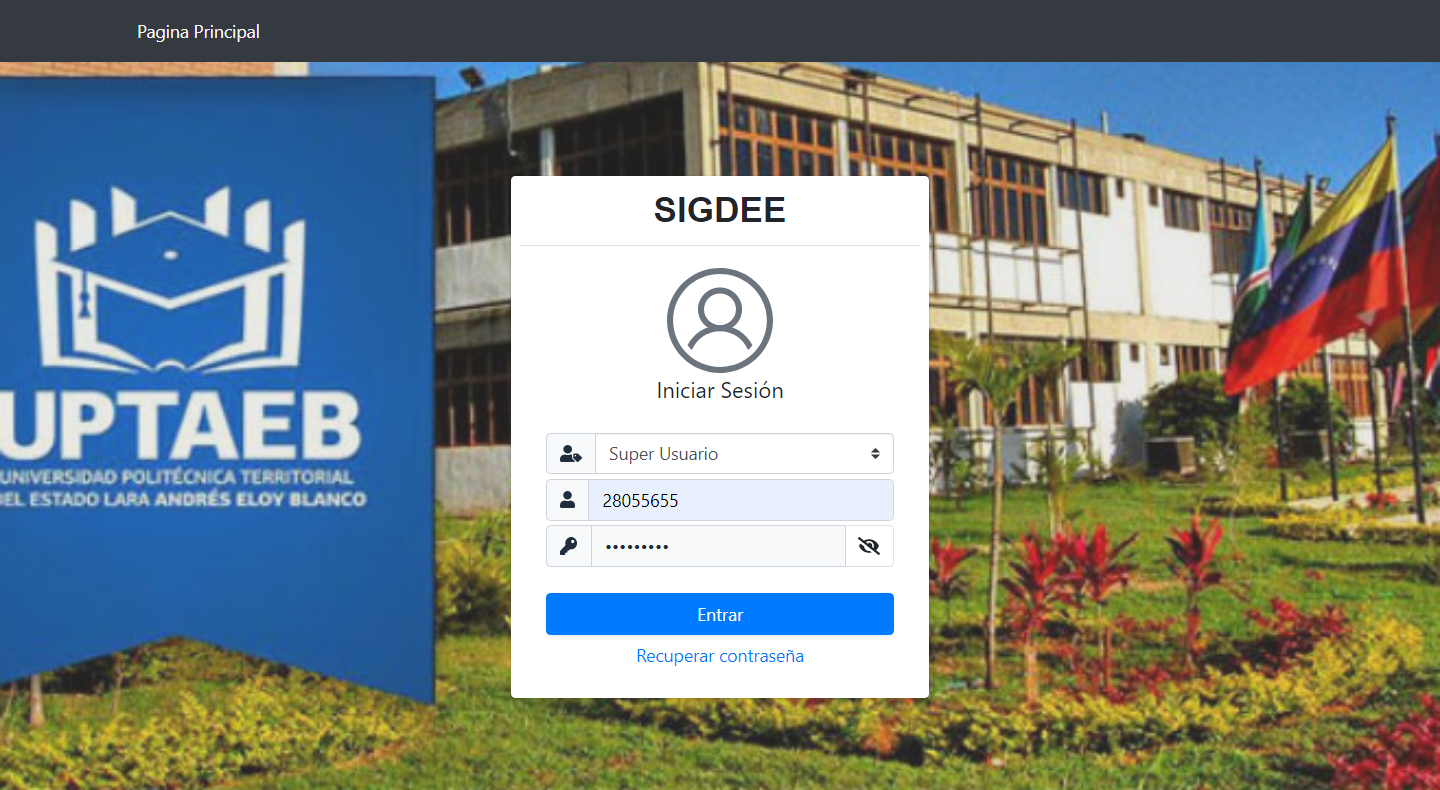 Pagina Principal
SIGDEE
Iniciar Sesión
Super Usuario
28055655
•••••••••
Entrar
Recuperar contraseña
UPTAEB
UNIVERSIDAD POLITÉCNICA TERRITORIAL
DEL ESTADO LARA ANDRÉS ELOY BLANCO